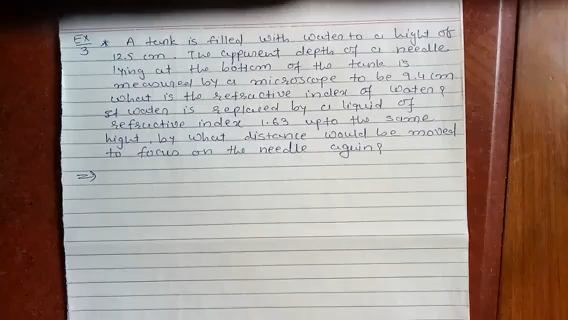 Ex/3 * A tank is filled with water to a hight of
12.5 cm. The apparent depth of a needle
lying at the bottom of the tank is
measured by a microscope to be 9.4 cm
what is the refractive index of water?
If water is replaced by a liquid of
refractive index 1.63 upto the same
hight, by what distance would be moved
to focus on the needle again?
⇒